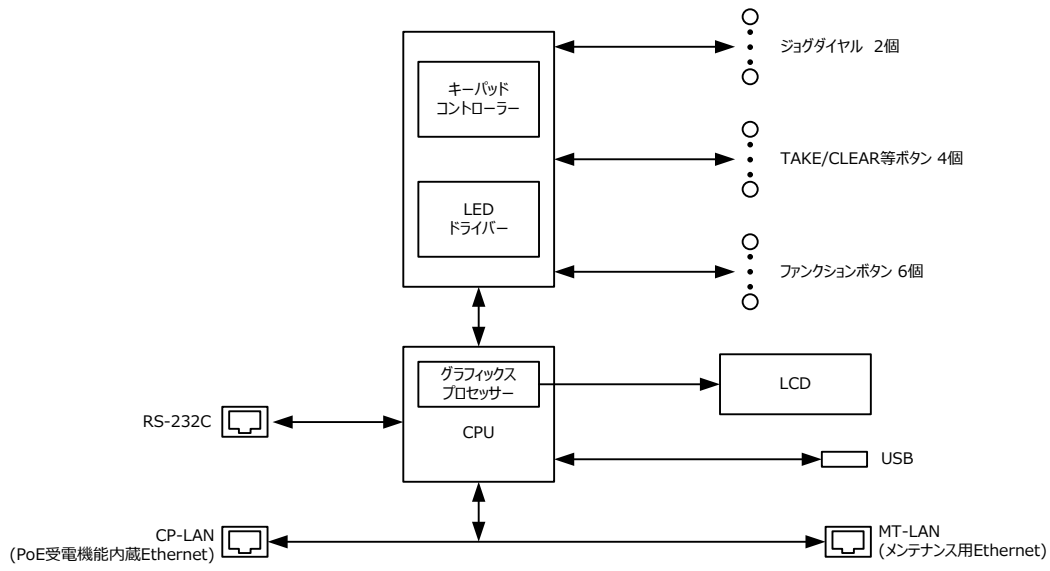 ジョグダイヤル 2個
キーパッド
コントローラー
TAKE/CLEAR等ボタン 4個
LED
ドライバー
ファンクションボタン 6個
グラフィックス
プロセッサー
LCD
RS-232C
CPU
USB
CP-LAN
(PoE受電機能内蔵Ethernet)
MT-LAN
(メンテナンス用Ethernet)